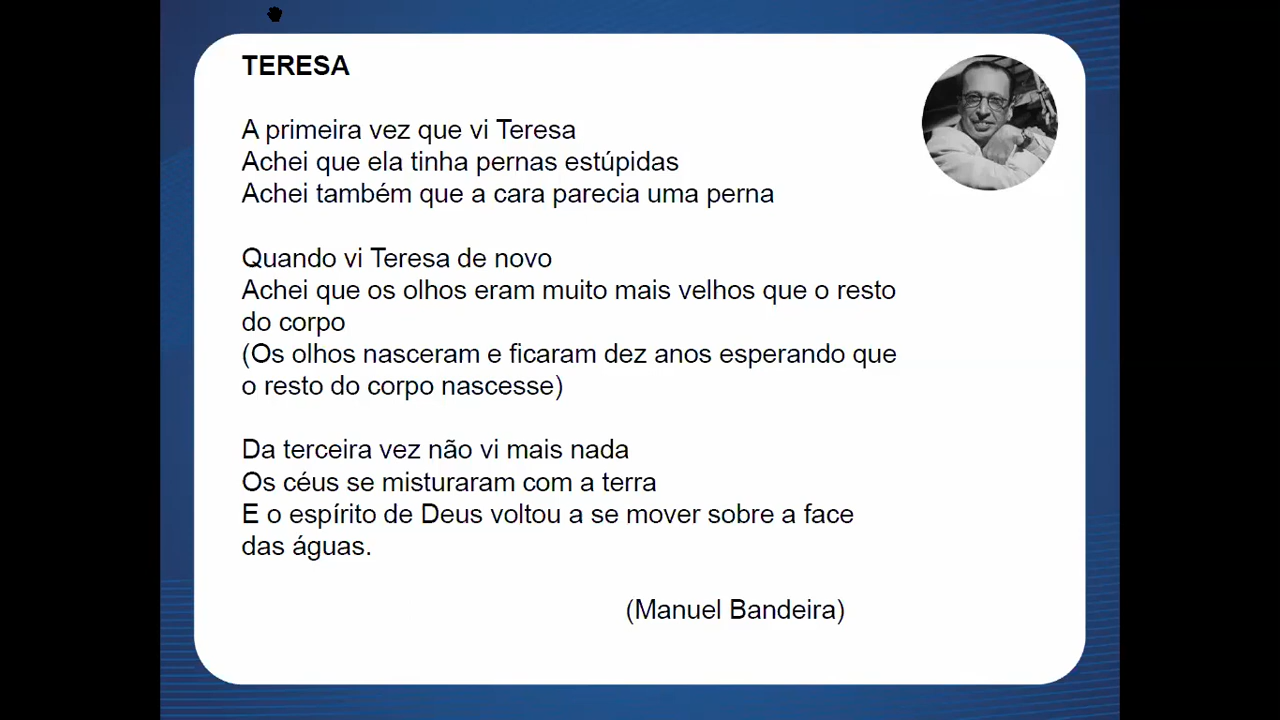 TERESA
A primeira vez que vi Teresa
Achei que ela tinha pernas estúpidas
Achei também que a cara parecia uma perna
Quando vi Teresa de novo
Achei que os olhos eram muito mais velhos que o resto
do corpo
(Os olhos nasceram e ficaram dez anos esperando que
o resto do corpo nascesse)
Da terceira vez não vi mais nada
Os céus se misturaram com a terra
E o espírito de Deus voltou a se mover sobre a face
das águas.
(Manuel Bandeira)